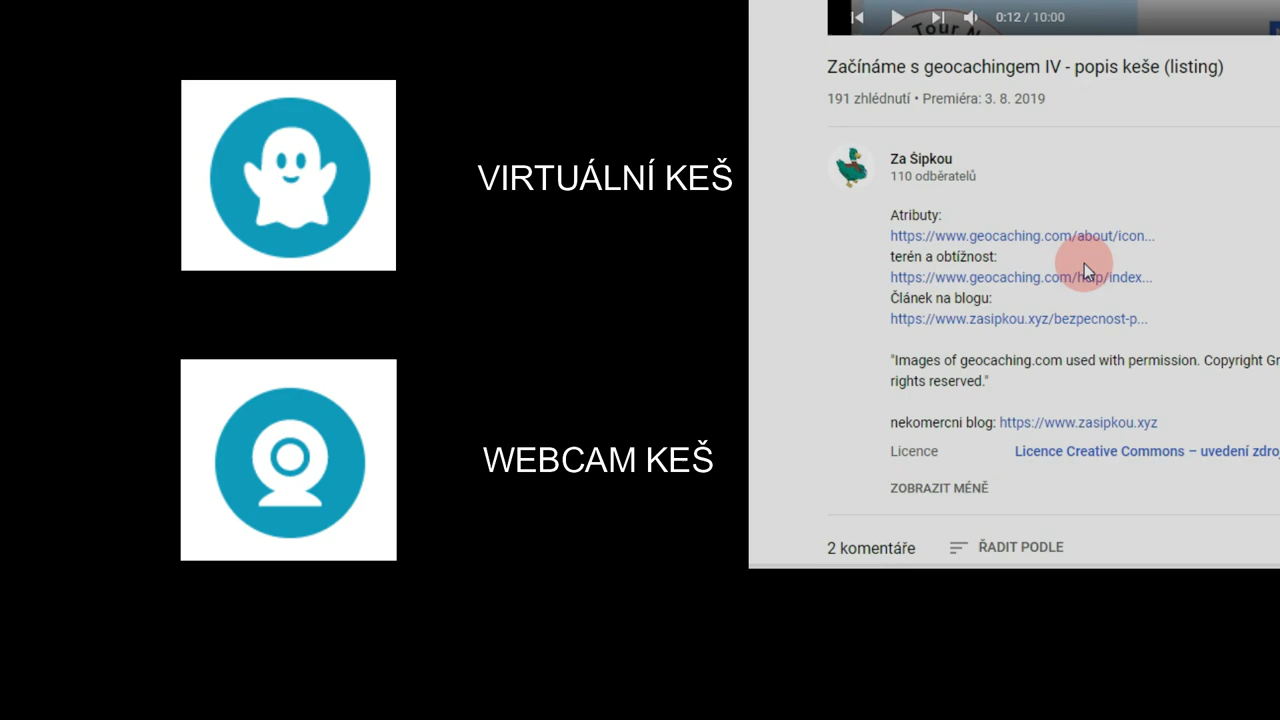 VIRTUÁLNÍ KEŠ
WEBCAM KEŠ
Tour N
0:12 / 10:00
Začínáme s geocachingem IV - popis keše (listing)
191 zhlédnutí • Premiéra: 3. 8. 2019
Za Šipkou
110 odběratelů
Atributy:
https://www.geocaching.com/about/icon...
terén a obtížnost:
https://www.geocaching.com/help/index...
Článek na blogu:
https://www.zasipkou.xyz/bezpecnost-p...
"Images of geocaching.com used with permission. Copyright Gr
rights reserved."
nekomercni blog: https://www.zasipkou.xyz
Licence Licence Creative Commons – uvedení zdroj
ZOBRAZIT MÉNĚ
2 komentáře ŘADIT PODLE